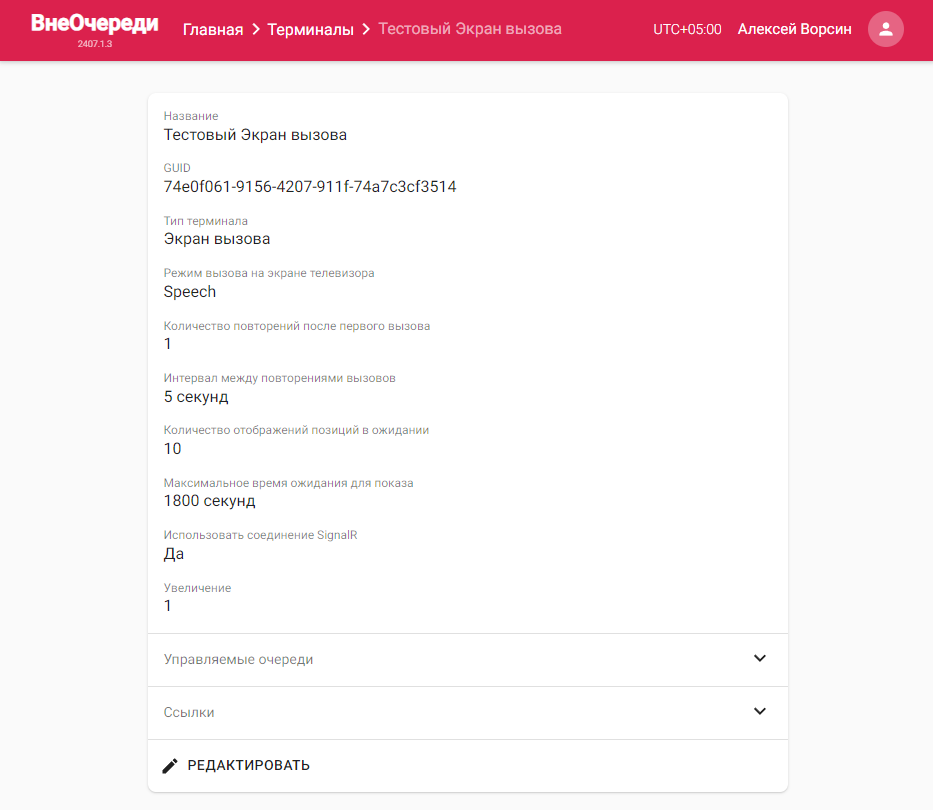 ВнеОчереди
2407.1.3
Главная > Терминалы > Тестовый Экран вызова
UTC+05:00 Алексей Ворсин
Название
Тестовый Экран вызова
GUID
74e0f061-9156-4207-911f-74a7c3cf3514
Тип терминала
Экран вызова
Режим вызова на экране телевизора
Speech
Количество повторений после первого вызова
1
Интервал между повторениями вызовов
5 секунд
Количество отображений позиций в ожидании
10
Максимальное время ожидания для показа
1800 секунд
Использовать соединение SignalR
Да
Увеличение
1
Управляемые очереди
Ссылки
РЕДАКТИРОВАТЬ